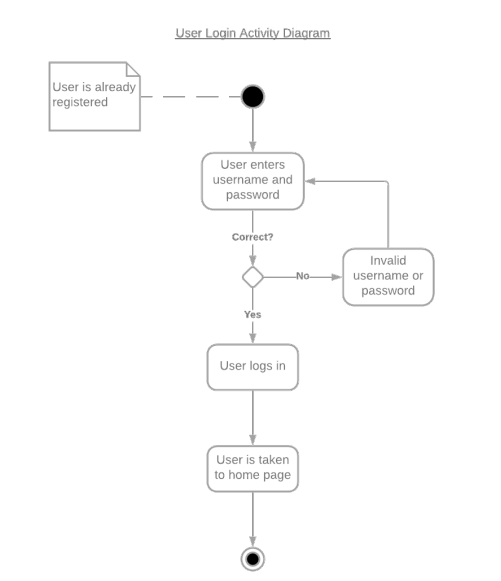 User Login Activity Diagram
User is already
registered
User enters
username and
password
Correct?
No
Invalid
username or
password
Yes
User logs in
User is taken
to home page